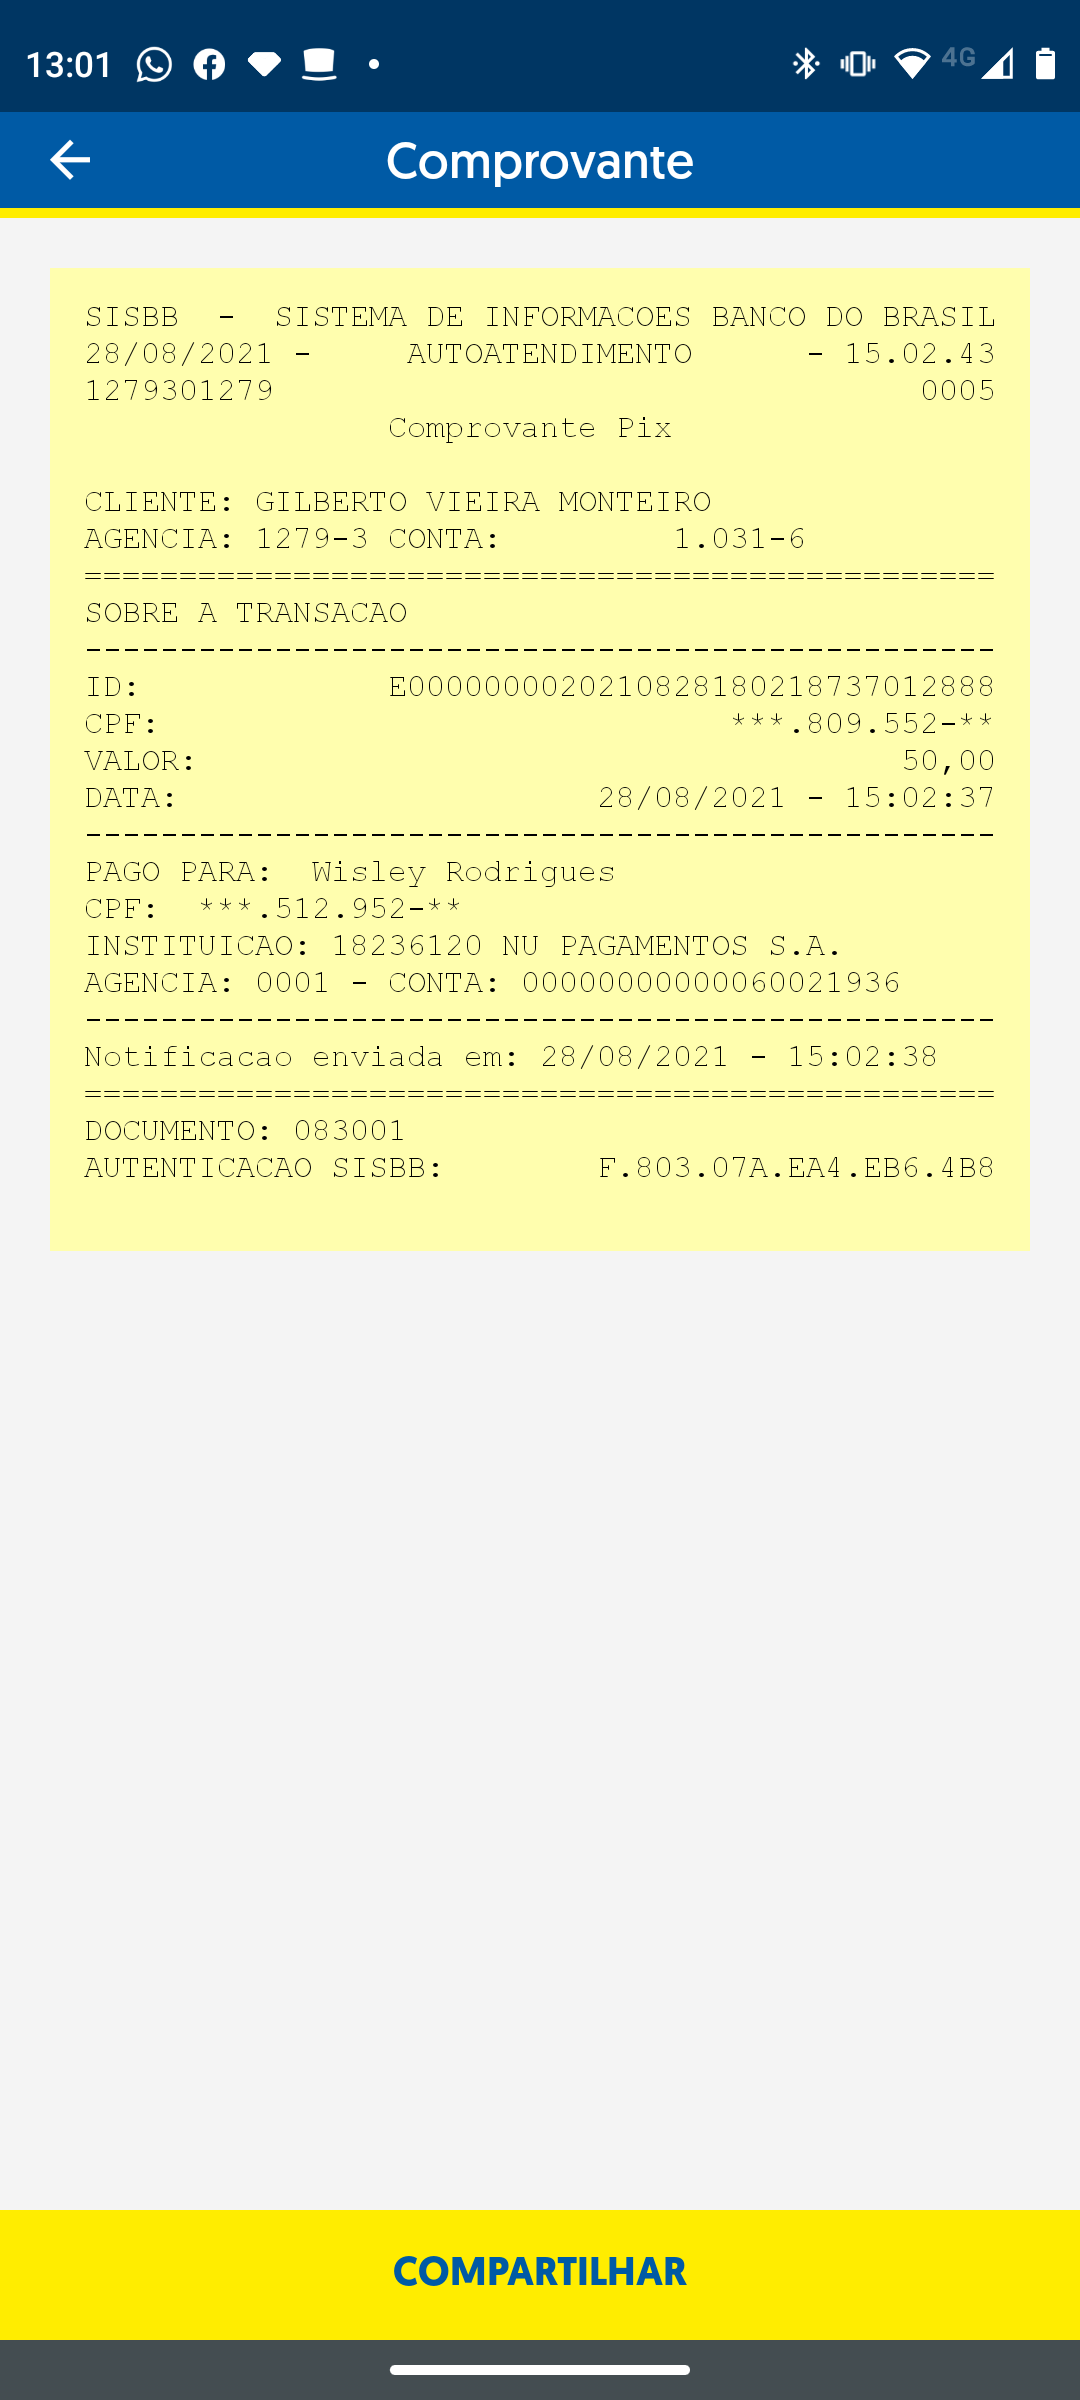 13:01
4G
Comprovante
SISBB - SISTEMA DE INFORMACOES BANCO DO BRASIL
28/08/2021 - AUTOATENDIMENTO - 15.02.43
1279301279 0005
Comprovante Pix
CLIENTE: GILBERTO VIEIRA MONTEIRO
AGENCIA: 1279-3 CONTA: 1.031-6
================================================
SOBRE A TRANSACAO
------------------------------------------------
ID: E0000000020210828180218737012888
CPF: ***.809.552-**
VALOR: 50,00
DATA: 28/08/2021 - 15:02:37
------------------------------------------------
PAGO PARA: Wisley Rodrigues
CPF: ***.512.952-**
INSTITUICAO: 18236120 NU PAGAMENTOS S.A.
AGENCIA: 0001 - CONTA: 00000000000060021936
------------------------------------------------
Notificacao enviada em: 28/08/2021 - 15:02:38
================================================
DOCUMENTO: 083001
AUTENTICACAO SISBB: F.803.07A.EA4.EB6.4B8
COMPARTILHAR